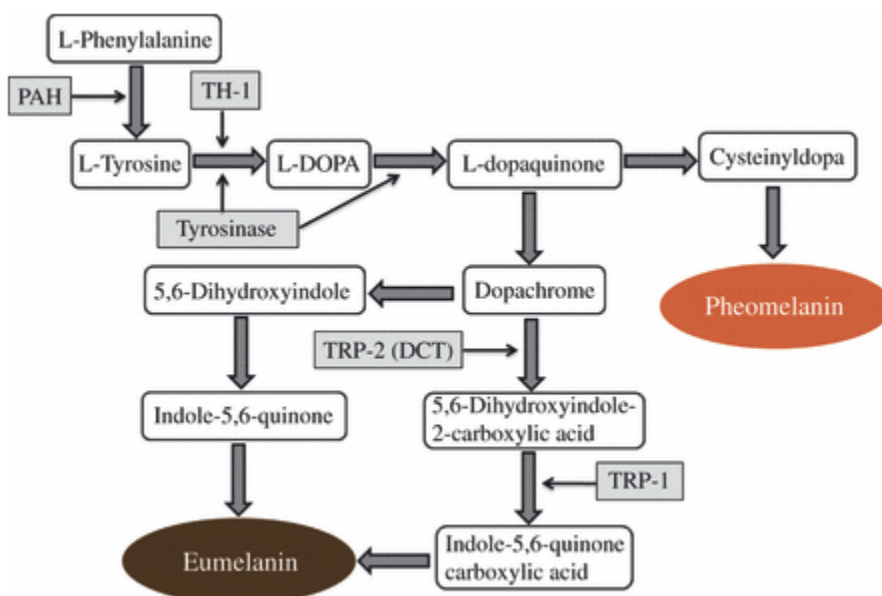 L-Phenylalanine
PAH
TH-1
L-Tyrosine
L-DOPA
L-dopaquinone
Cysteinyldopa
Tyrosinase
5,6-Dihydroxyindole
Dopachrome
Pheomelanin
TRP-2 (DCT)
Indole-5,6-quinone
5,6-Dihydroxyindole-
2-carboxylic acid
TRP-1
Eumelanin
Indole-5,6-quinone
carboxylic acid